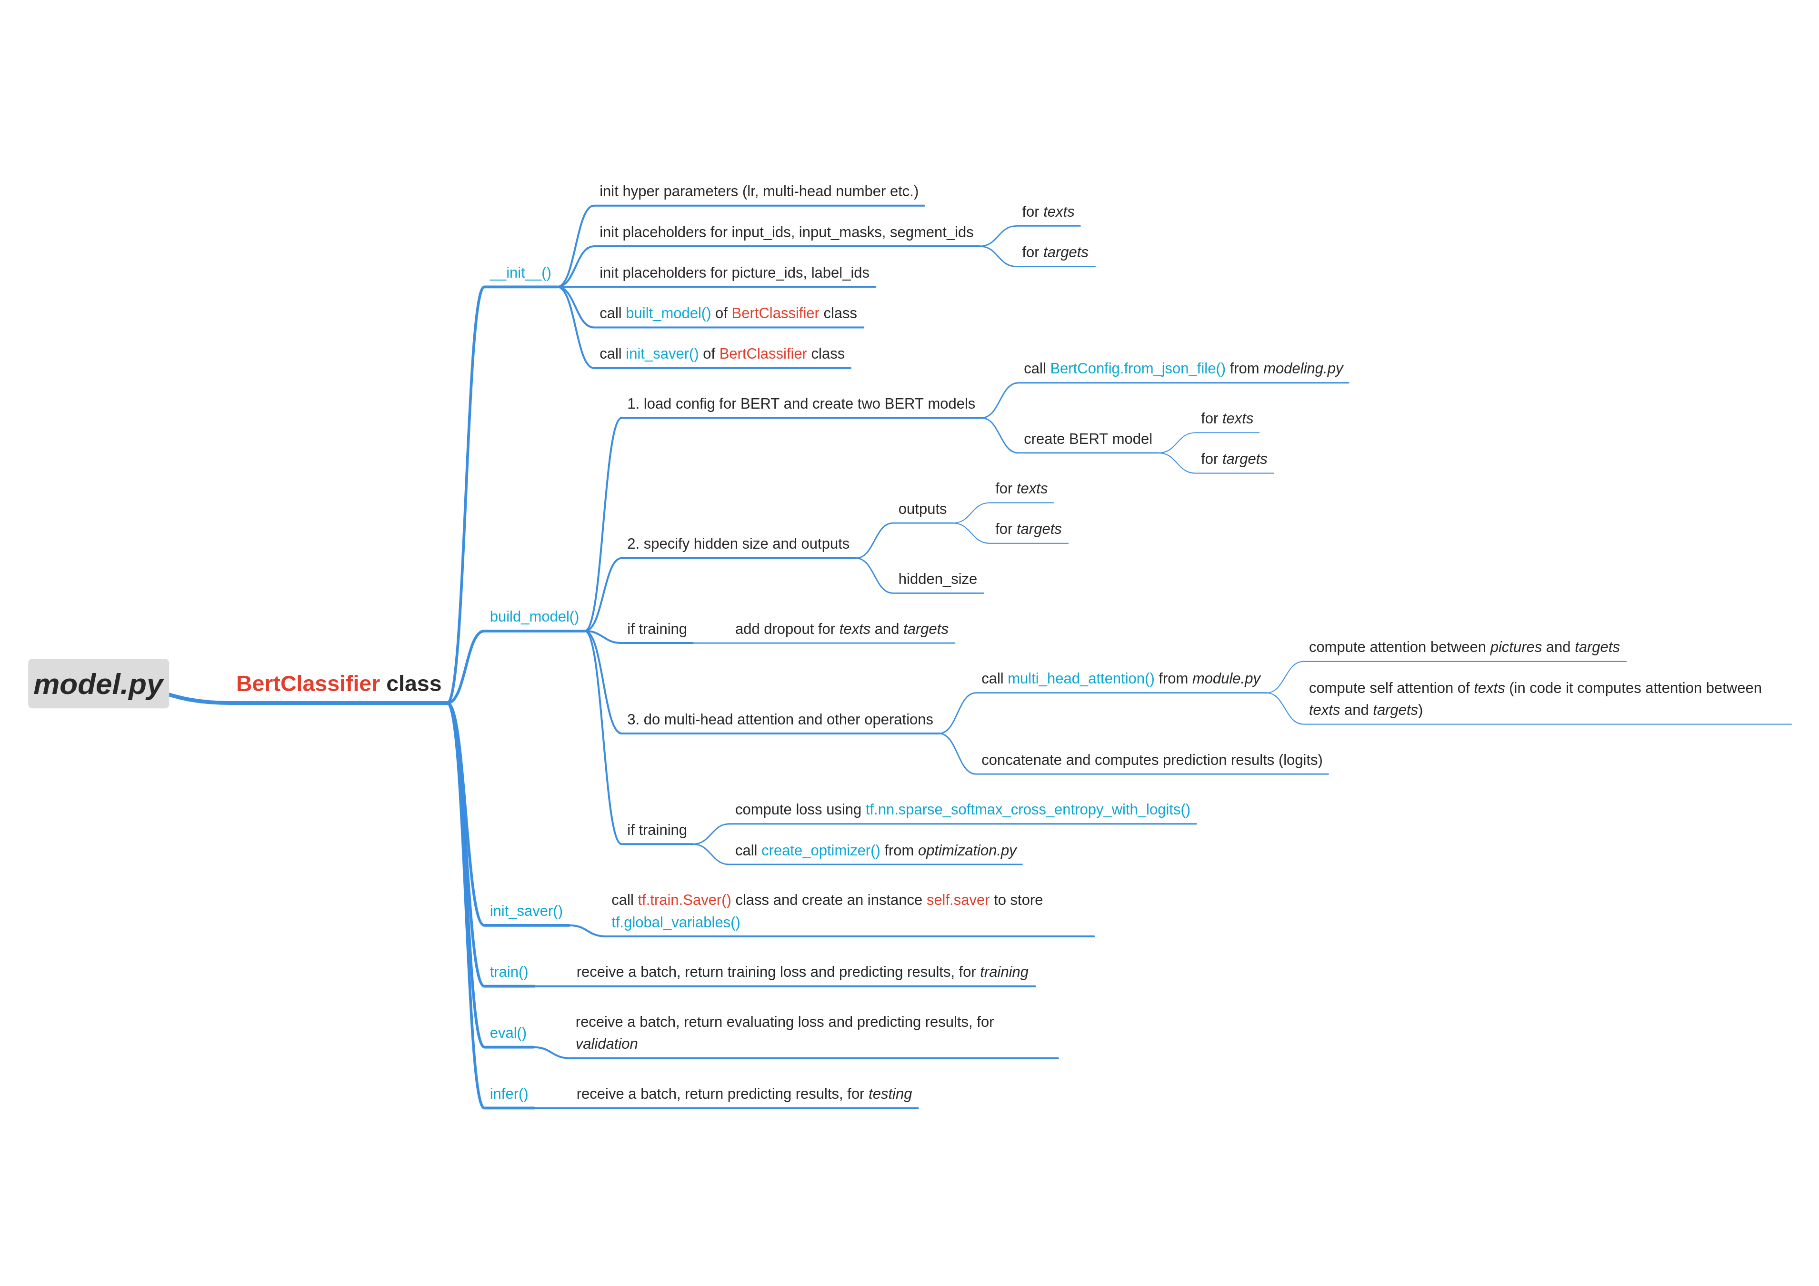 model.py
BertClassifier class
__init__()
init hyper parameters (lr, multi-head number etc.)
init placeholders for input_ids, input_masks, segment_ids
for texts
for targets
init placeholders for picture_ids, label_ids
call built_model() of BertClassifier class
call init_saver() of BertClassifier class
build_model()
1. load config for BERT and create two BERT models
call BertConfig.from_json_file() from modeling.py
create BERT model
for texts
for targets
2. specify hidden size and outputs
outputs
for texts
for targets
hidden_size
if training
add dropout for texts and targets
3. do multi-head attention and other operations
call multi_head_attention() from module.py
compute attention between pictures and targets
compute self attention of texts (in code it computes attention between
texts and targets)
concatenate and computes prediction results (logits)
if training
compute loss using tf.nn.sparse_softmax_cross_entropy_with_logits()
call create_optimizer() from optimization.py
init_saver()
call tf.train.Saver() class and create an instance self.saver to store
tf.global_variables()
train()
receive a batch, return training loss and predicting results, for training
eval()
receive a batch, return evaluating loss and predicting results, for
validation
infer()
receive a batch, return predicting results, for testing